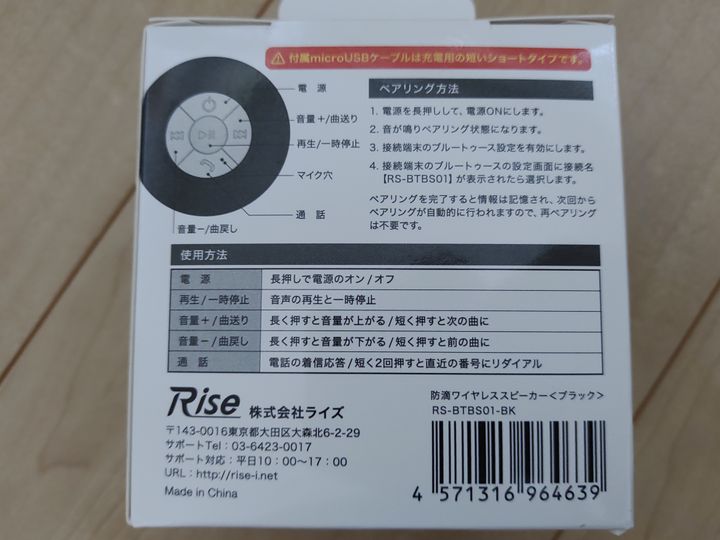 ⚠ 付属microUSBケーブルは充電用の短いショートタイプです。
電 源
音量+/曲送り
再生/一時停止
マイク穴
通 話
音量−/曲戻し
ペアリング方法
1. 電源を長押しして、電源ONにします。
2. 音が鳴りペアリング状態になります。
3. 接続端末のブルートゥース設定を有効にします。
4. 接続端末のブルートゥースの設定画面に接続名
【RS-BTBS01】が表示されたら選択します。
ペアリングを完了すると情報は記憶され、次回から
ペアリングが自動的に行われますので、再ペアリング
は不要です。
使用方法
電 源 長押しで電源のオン/オフ
再生/一時停止 音声の再生と一時停止
音量+/曲送り 長く押すと音量が上がる/短く押すと次の曲に
音量−/曲戻し 長く押すと音量が下がる/短く押すと前の曲に
通 話 電話の着信応答/短く2回押すと直近の番号にリダイアル
Rise 株式会社ライズ
〒143-0016東京都大田区大森北6-2-29
サポートTel : 03-6423-0017
サポート対応 : 平日10:00〜17:00
URL : http://rise-i.net
Made in China
防滴ワイヤレススピーカー<ブラック>
RS-BTBS01-BK
4 571316 964639